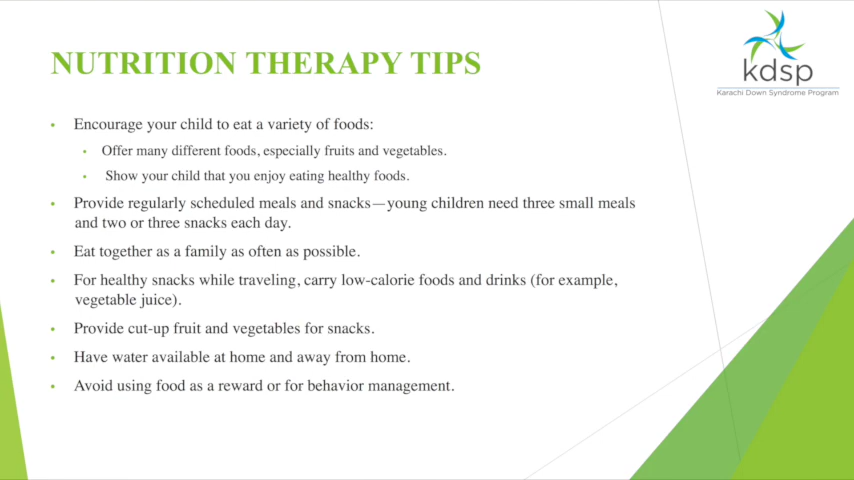 NUTRITION THERAPY TIPS
kdsp
Karachi Down Syndrome Program
• Encourage your child to eat a variety of foods:
• Offer many different foods, especially fruits and vegetables.
• Show your child that you enjoy eating healthy foods.
• Provide regularly scheduled meals and snacks—young children need three small meals
and two or three snacks each day.
• Eat together as a family as often as possible.
• For healthy snacks while traveling, carry low-calorie foods and drinks (for example,
vegetable juice).
• Provide cut-up fruit and vegetables for snacks.
• Have water available at home and away from home.
• Avoid using food as a reward or for behavior management.